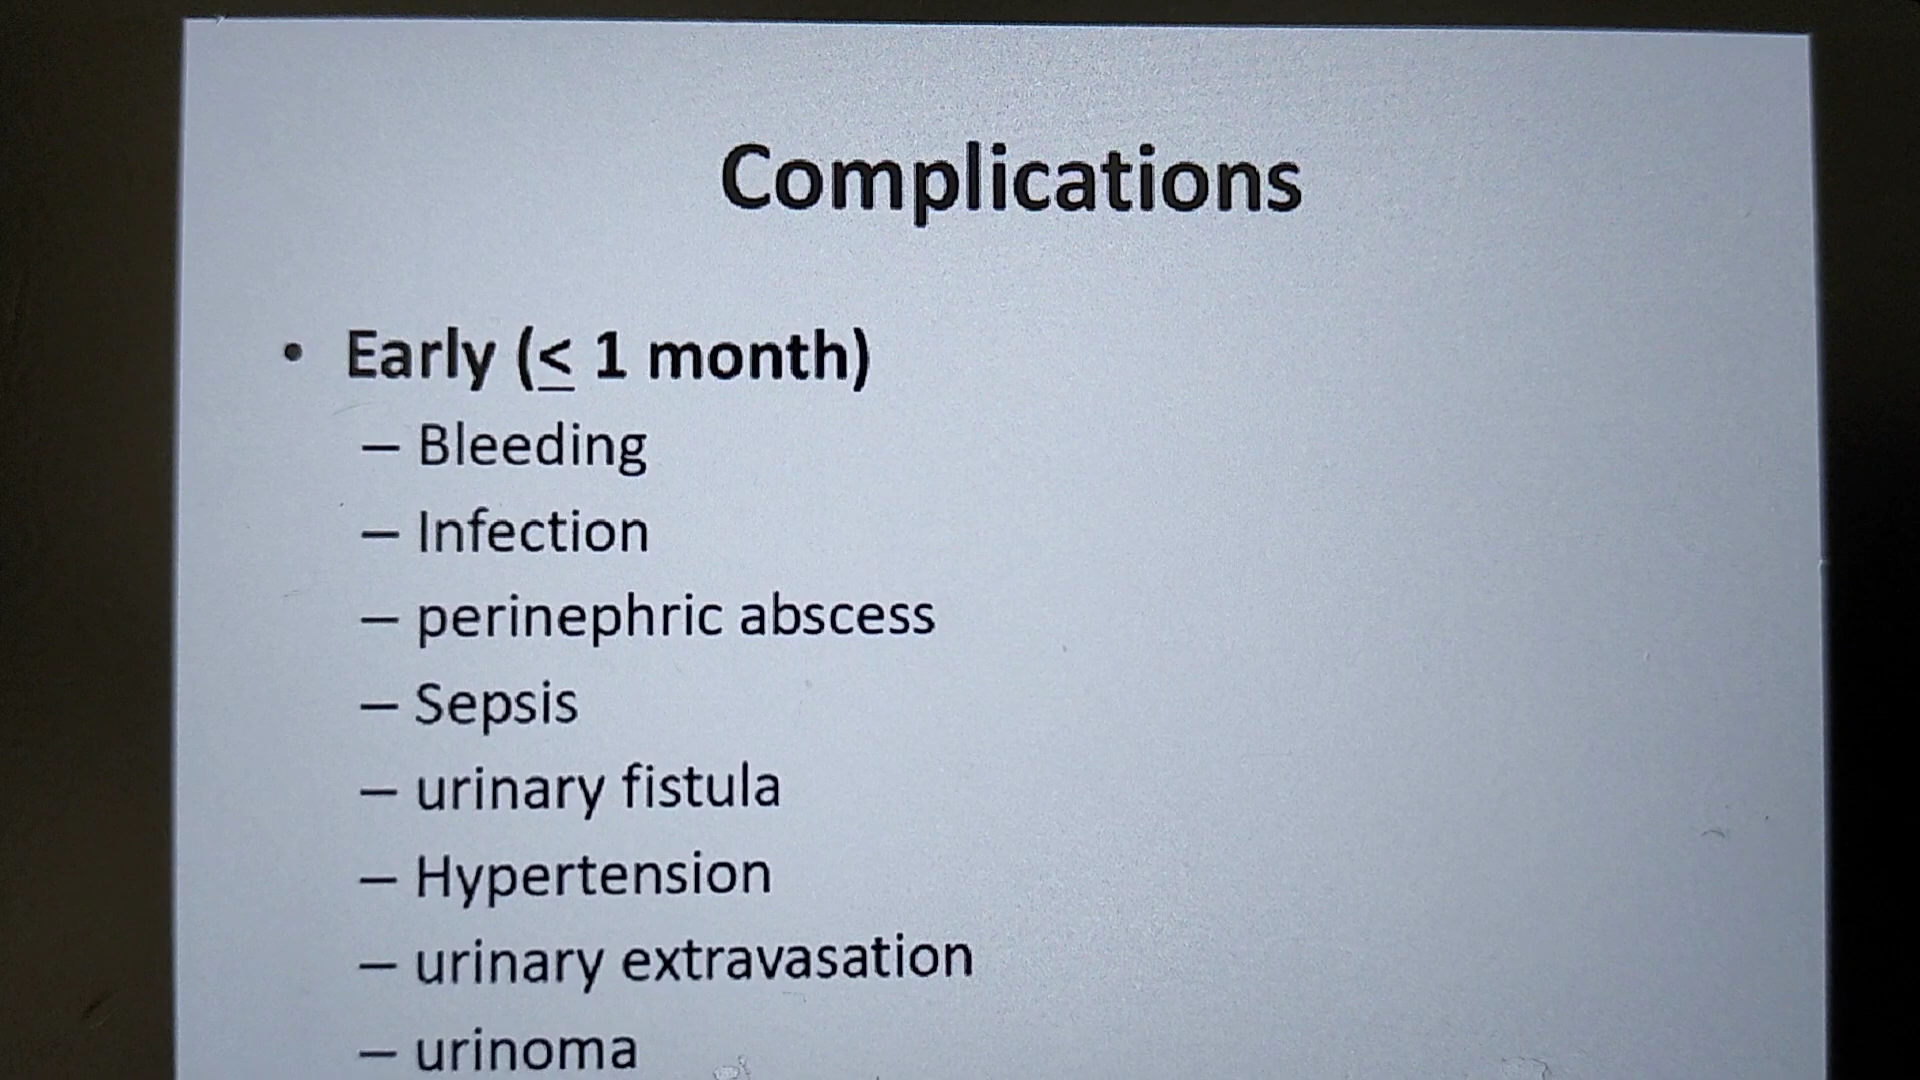 Complications
• Early (≤ 1 month)
– Bleeding
– Infection
– perinephric abscess
– Sepsis
– urinary fistula
– Hypertension
– urinary extravasation
– urinoma